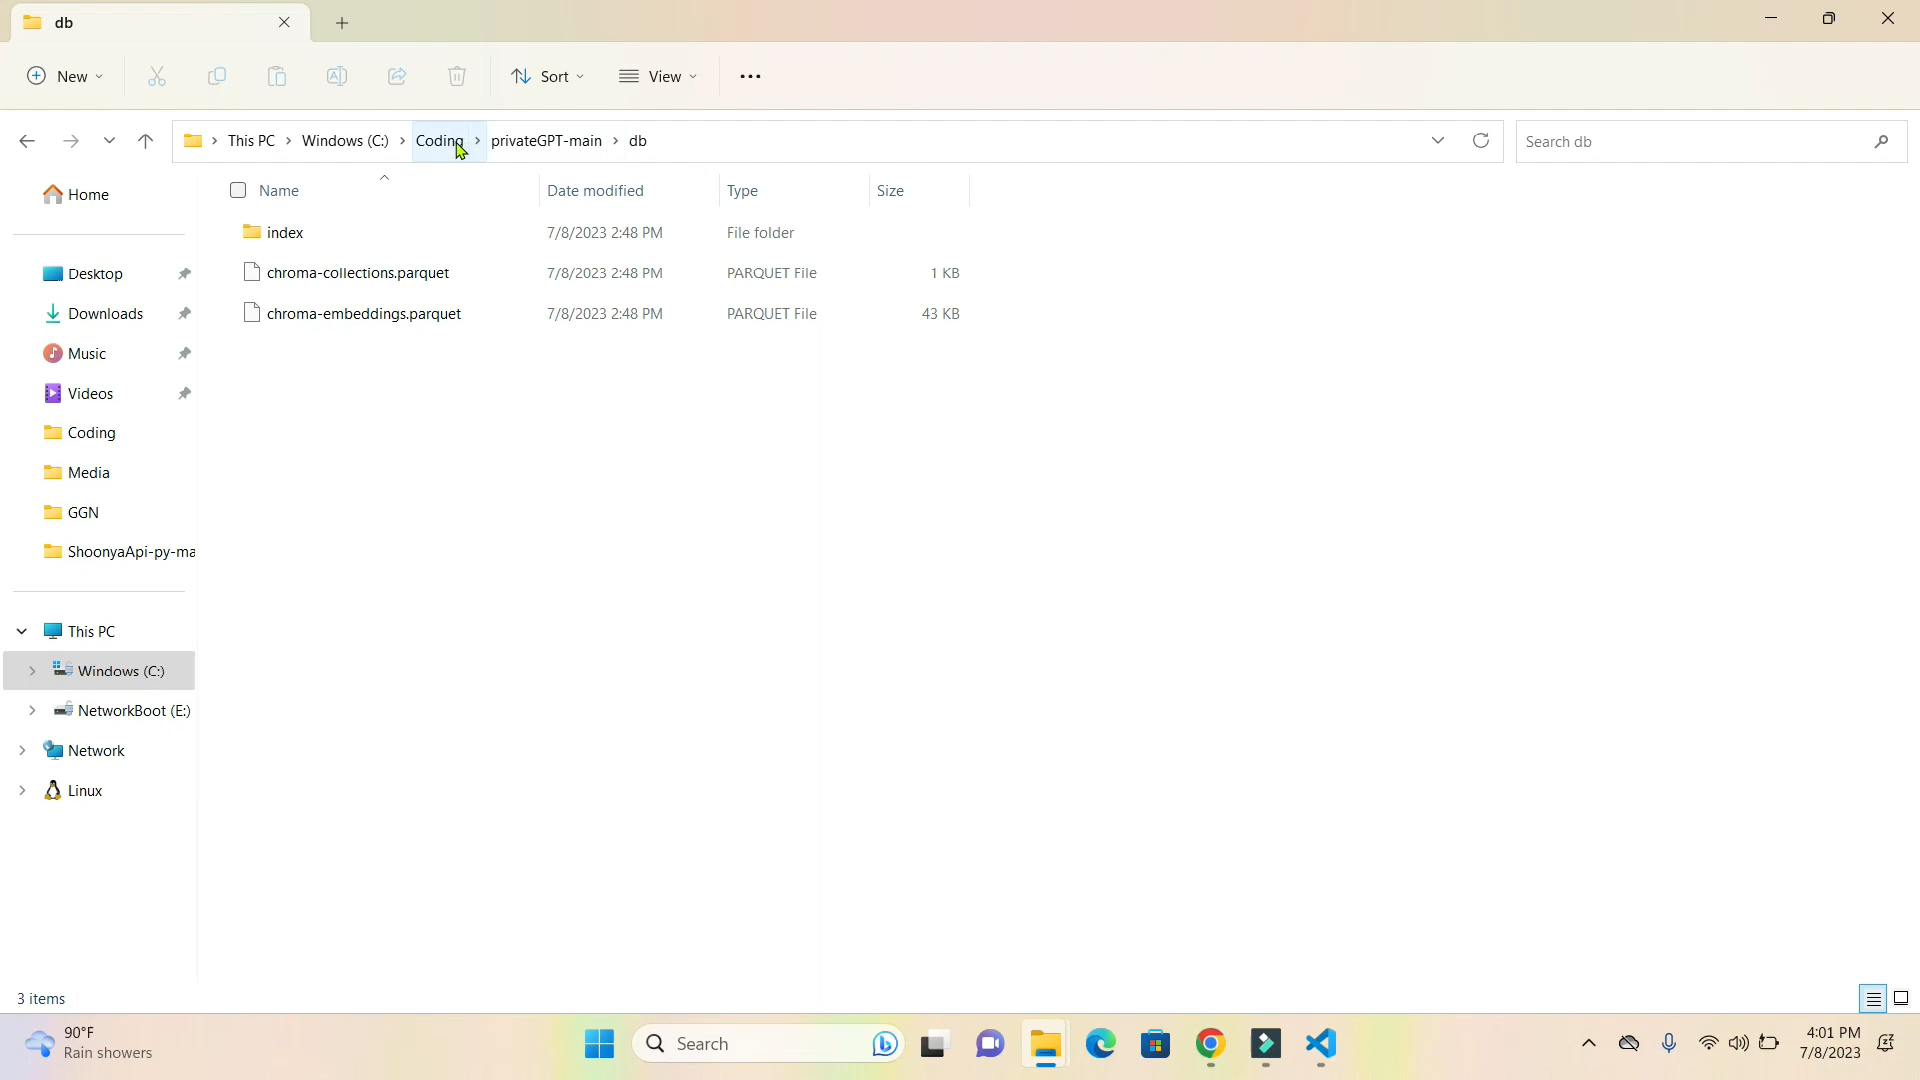 db
New
Sort
View
This PC
Windows (C:)
Coding
privateGPT-main
db
Search db
Name
Date modified
Type
Size
index
7/8/2023 2:48 PM
File folder
chroma-collections.parquet
7/8/2023 2:48 PM
PARQUET File
1 KB
chroma-embeddings.parquet
7/8/2023 2:48 PM
PARQUET File
43 KB
Home
Desktop
Downloads
Music
Videos
Coding
Media
GGN
ShoonyaApi-py-ma
This PC
Windows (C:)
NetworkBoot (E:)
Network
Linux
3 items
90°F
Rain showers
Search
4:01 PM
7/8/2023